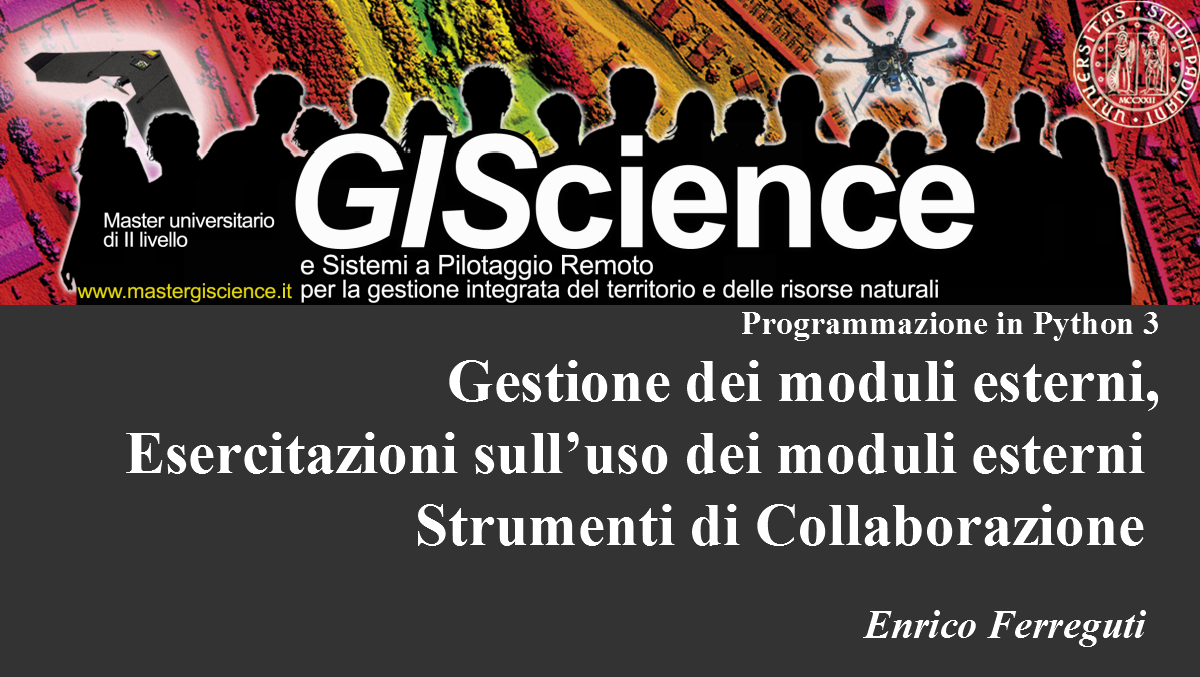 UNIVERSITAS STUDII PADUANI
MCCXXII
GIScience
Master universitario
di II livello
e Sistemi a Pilotaggio Remoto
www.mastergiscience.it per la gestione integrata del territorio e delle risorse naturali
Programmazione in Python 3
Gestione dei moduli esterni,
Esercitazioni sull’uso dei moduli esterni
Strumenti di Collaborazione
Enrico Ferreguti